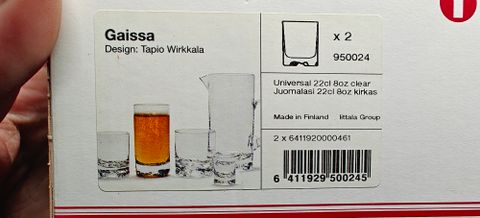 Gaissa
Design: Tapio Wirkkala
x 2
950024
Universal 22cl 8oz clear
Juomalasi 22cl 8oz kirkas
Made in Finland Iittala Group
2 x 6411920000461
6 411929 500245